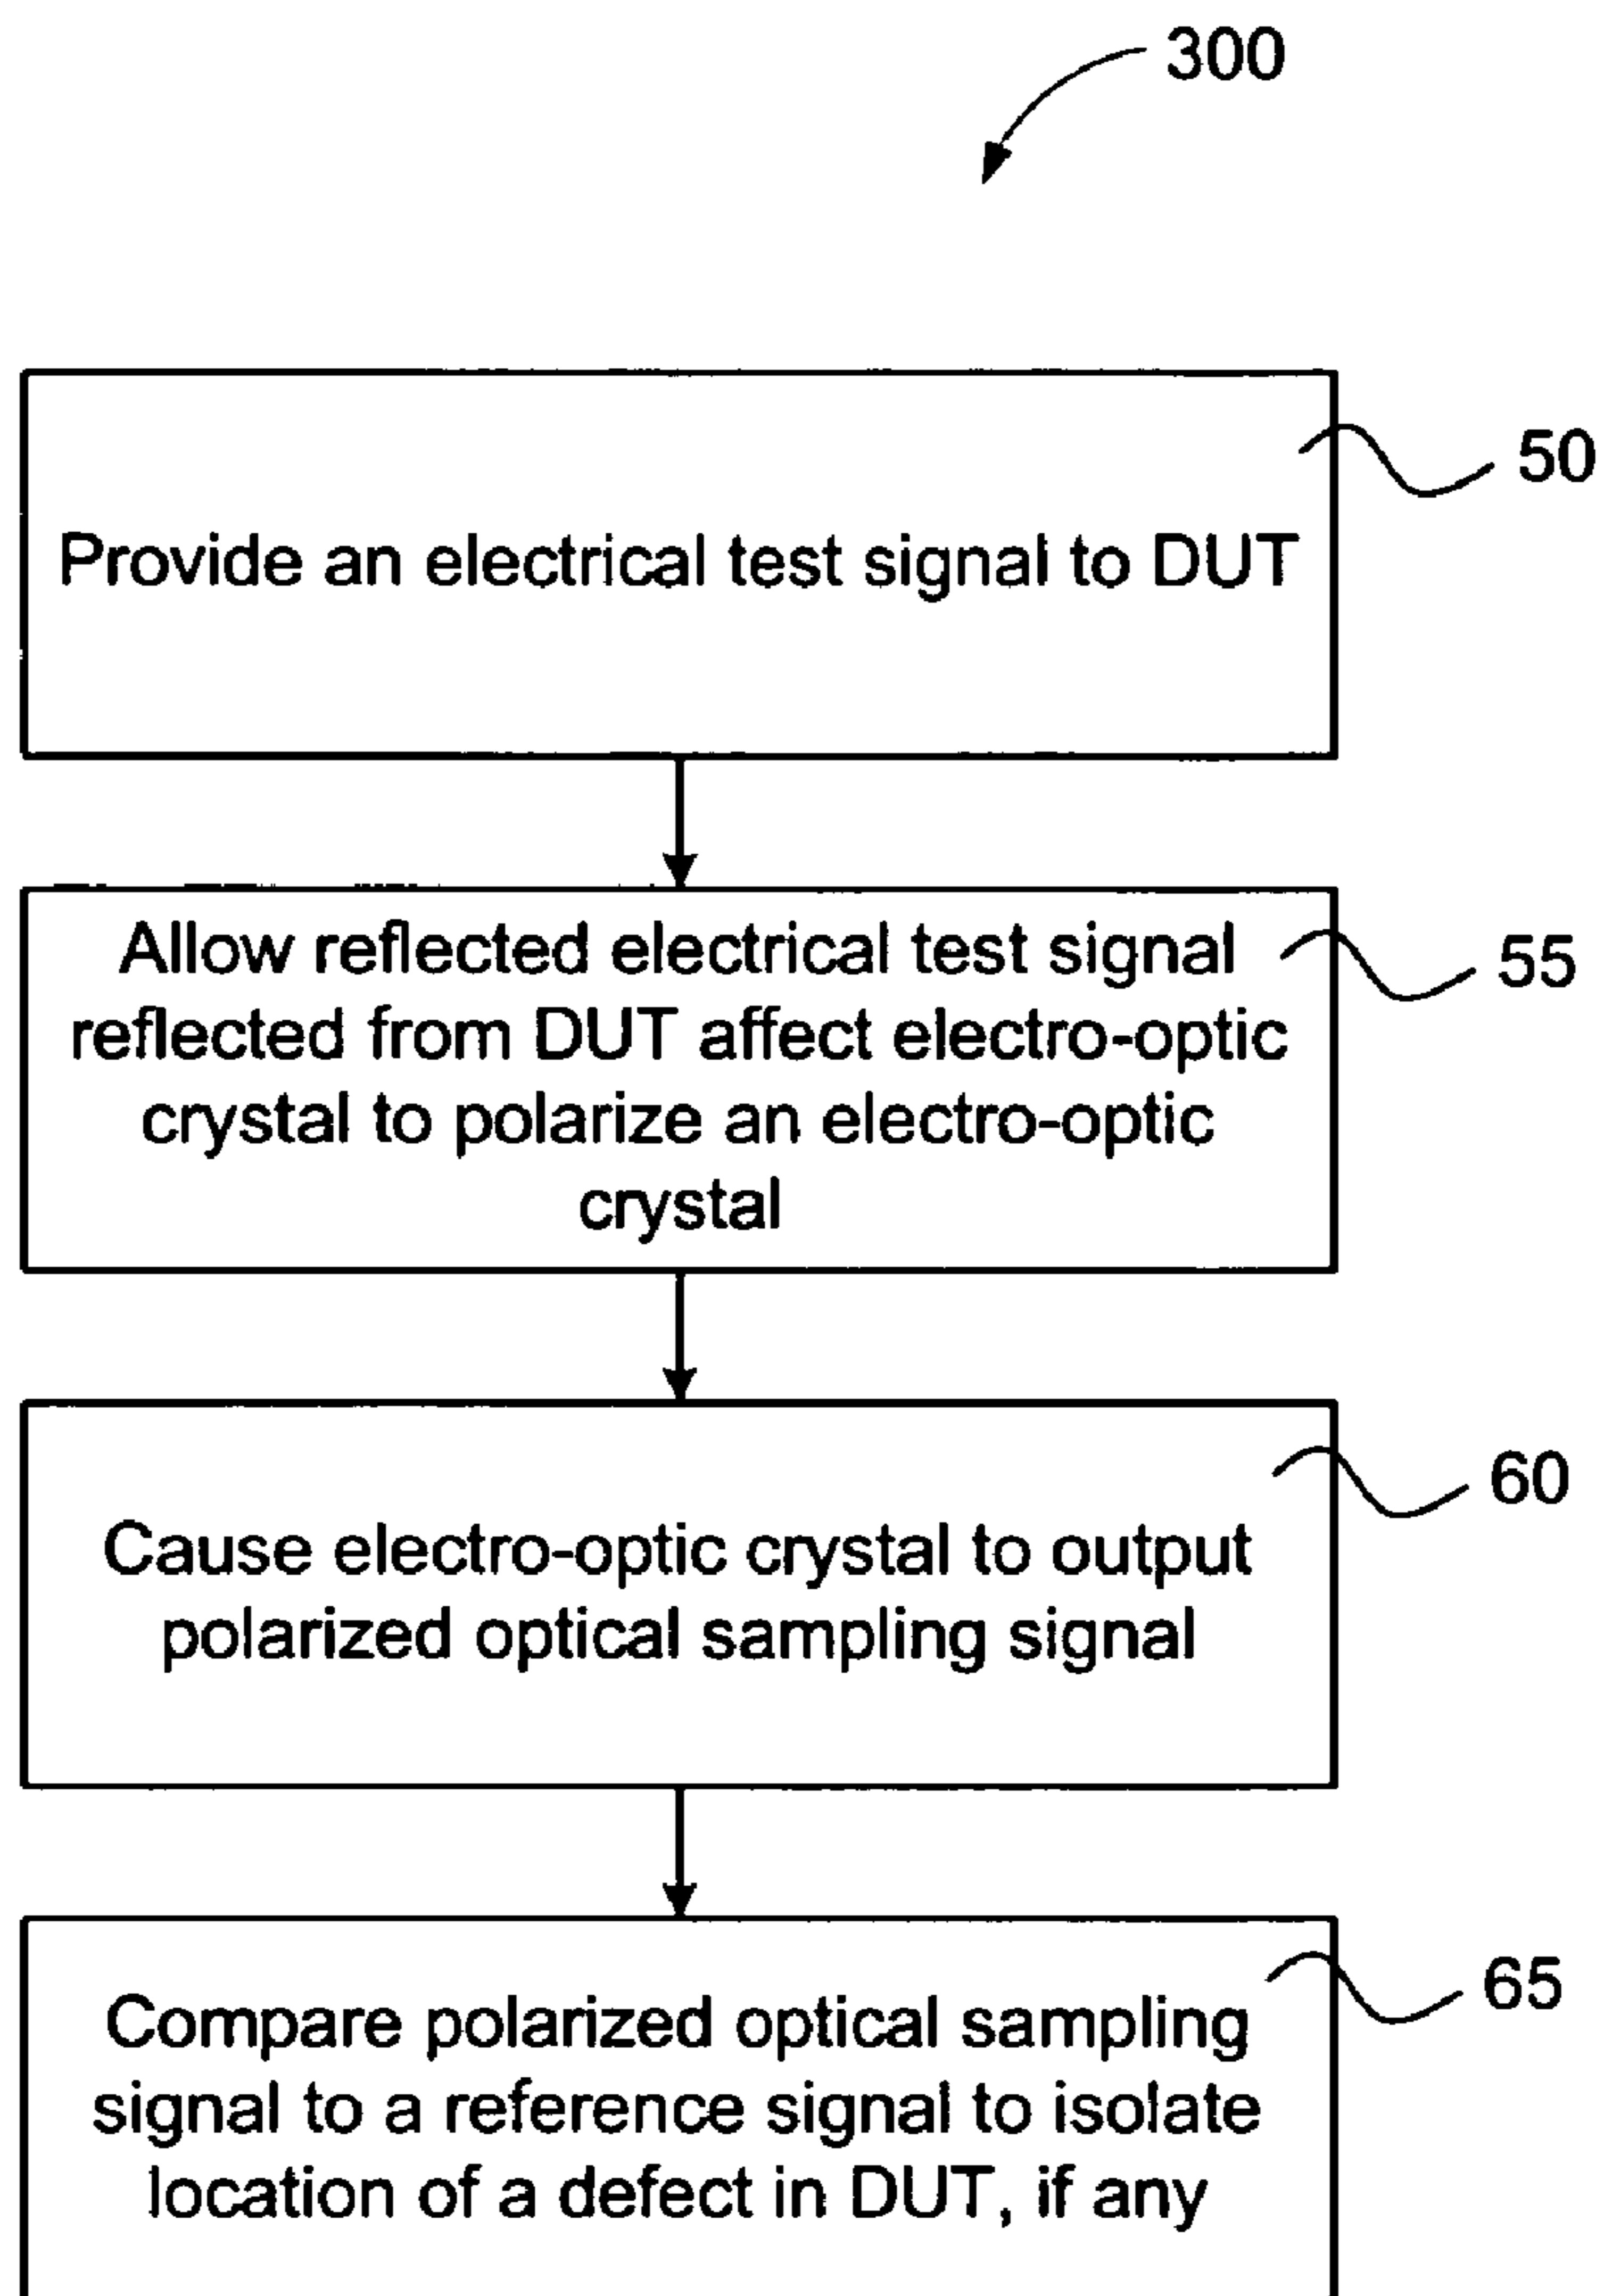 300
50
Provide an electrical test signal to DUT
55
Allow reflected electrical test signal
reflected from DUT affect electro-optic
crystal to polarize an electro-optic
crystal
60
Cause electro-optic crystal to output
polarized optical sampling signal
65
Compare polarized optical sampling
signal to a reference signal to isolate
location of a defect in DUT, if any